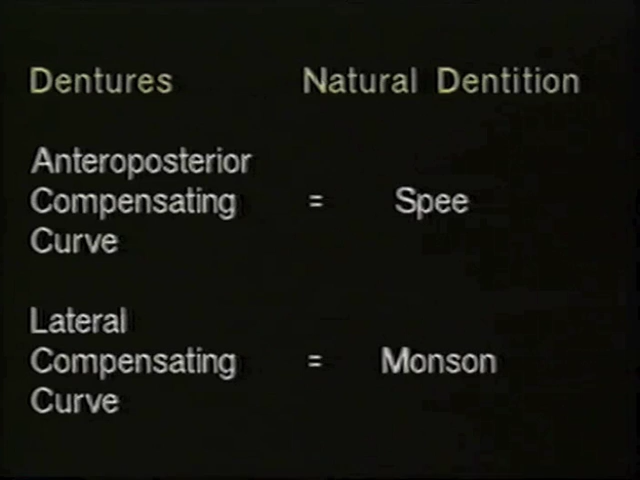 Dentures Natural Dentition
Anteroposterior
Compensating = Spee
Curve
Lateral
Compensating = Monson
Curve